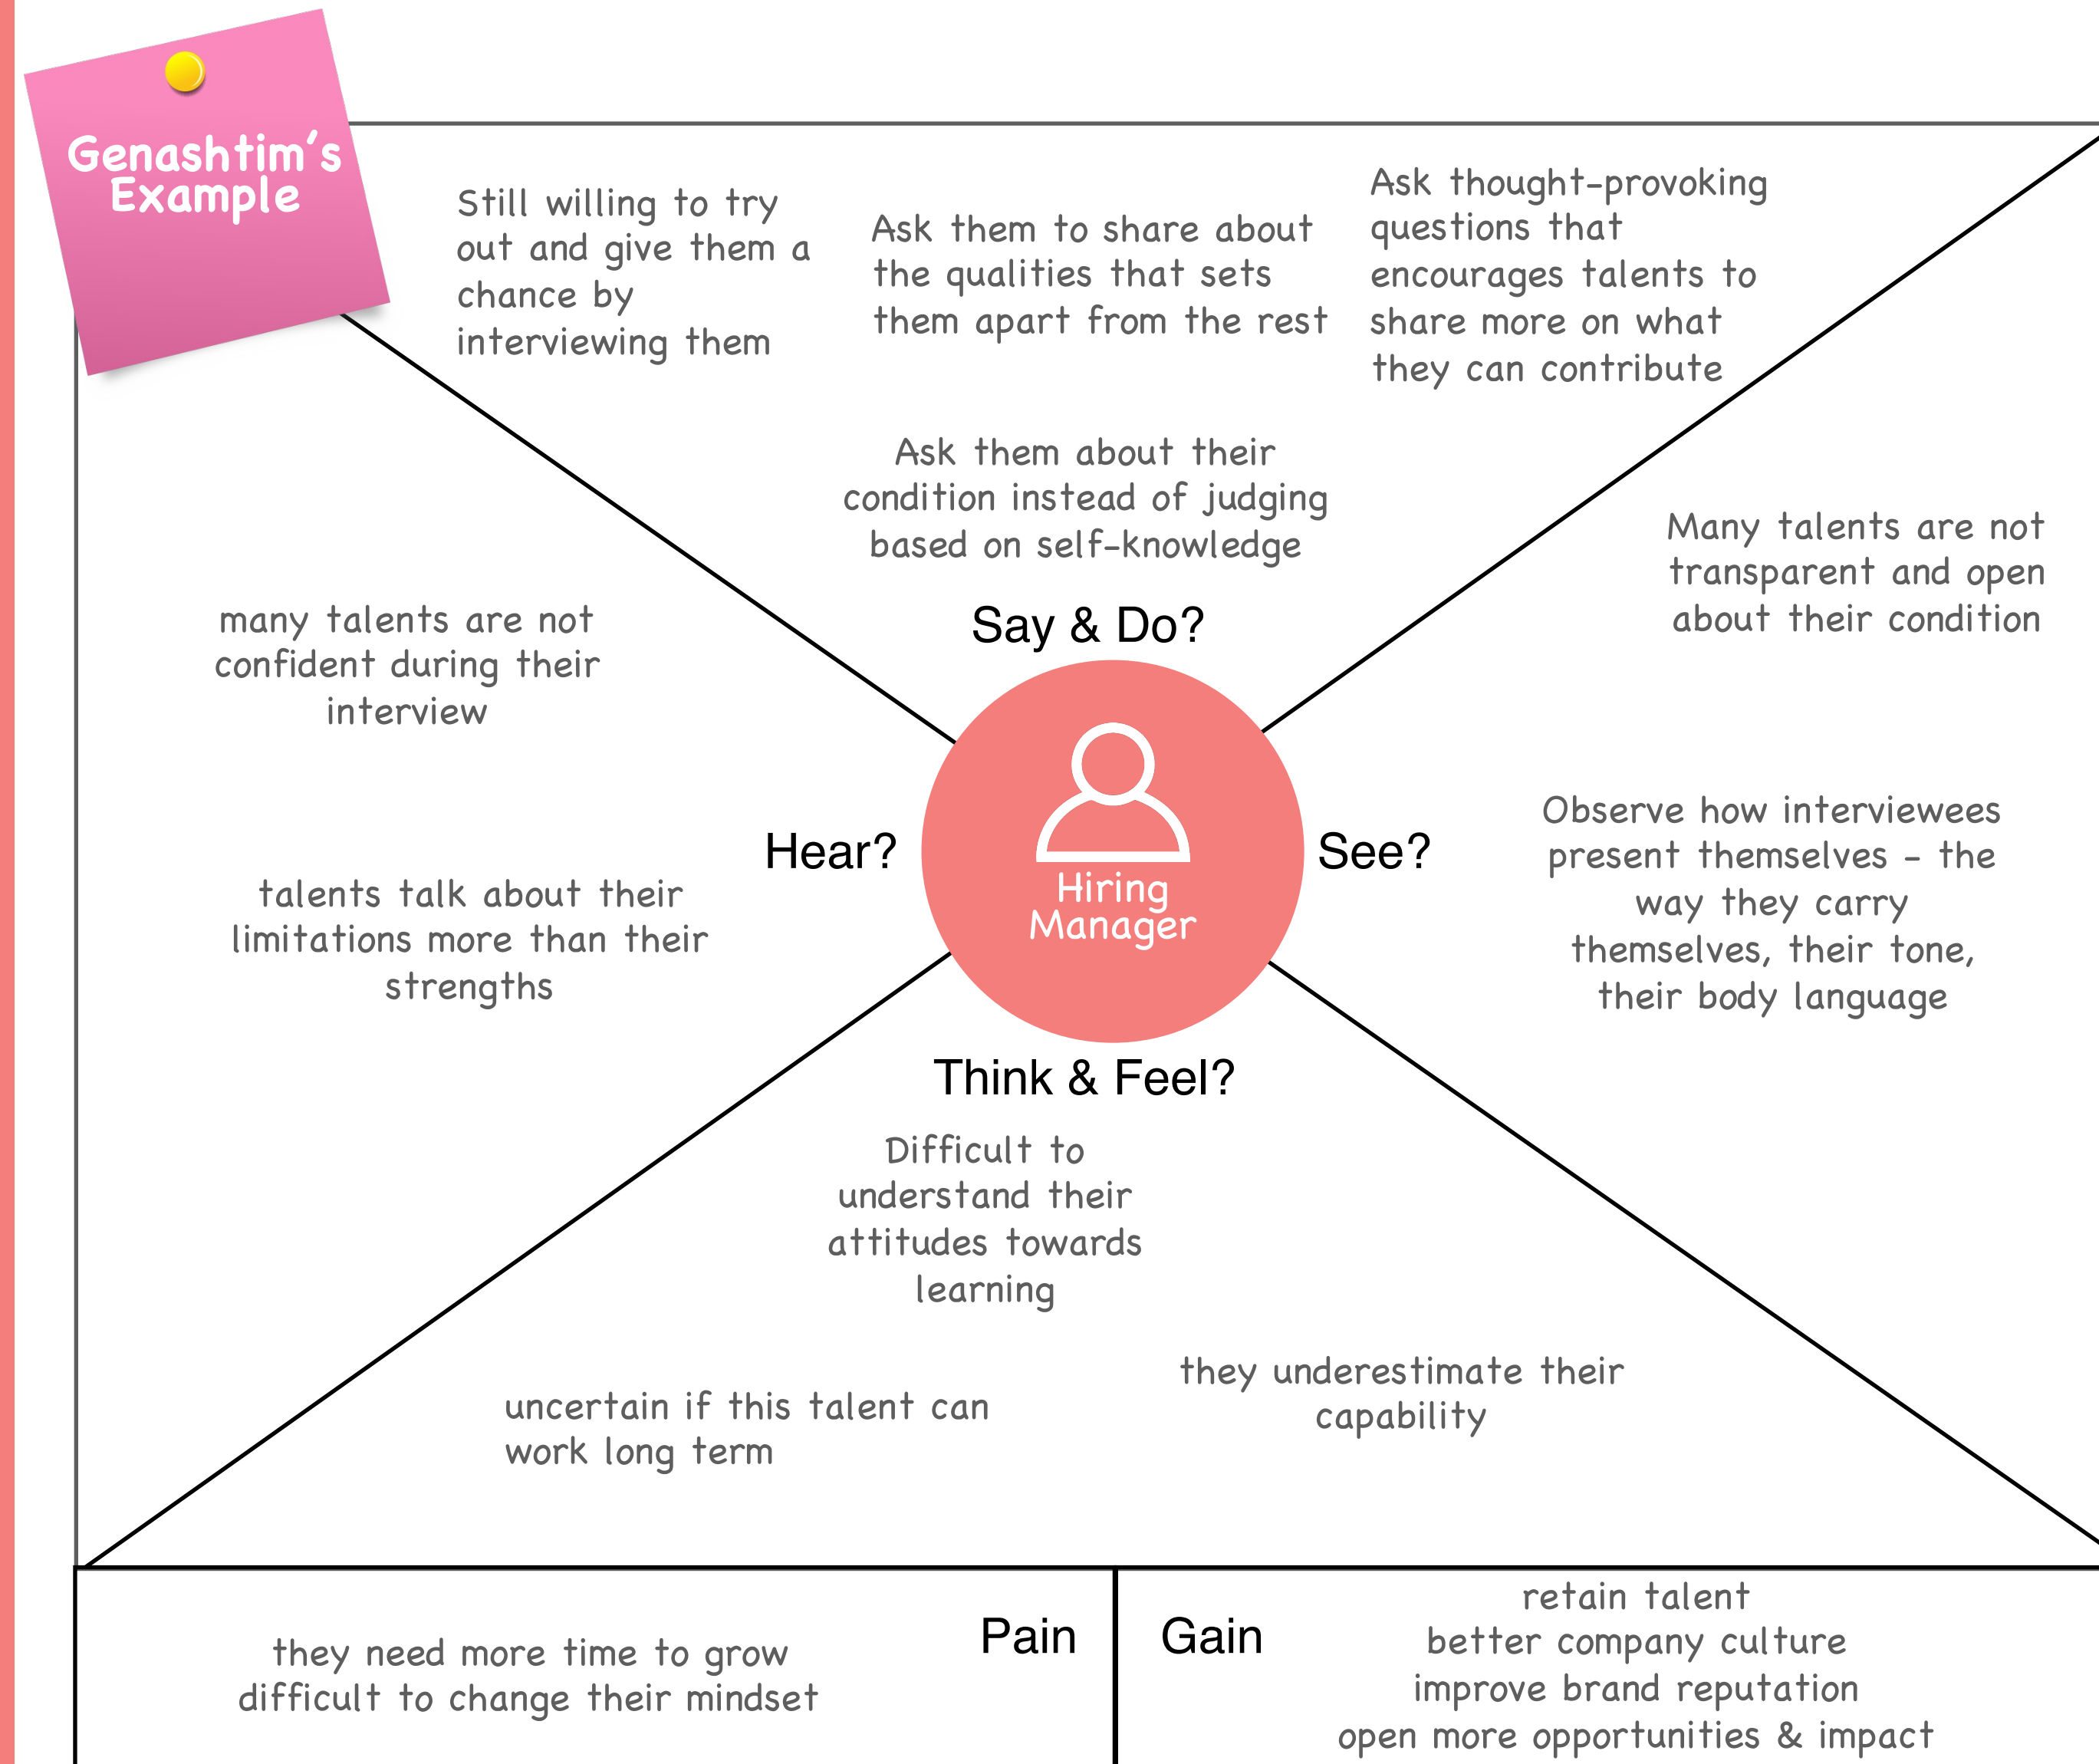 Genashtim's
Example
Still willing to try
out and give them a
chance by
interviewing them
Ask them to share about
the qualities that sets
them apart from the rest
Ask thought-provoking
questions that
encourages talents to
share more on what
they can contribute
Ask them about their
condition instead of judging
based on self-knowledge
Say & Do?
many talents are not
confident during their
interview
talents talk about their
limitations more than their
strengths
Hear?
Hiring
Manager
See?
Many talents are not
transparent and open
about their condition
Observe how interviewees
present themselves - the
way they carry
themselves, their tone,
their body language
Think & Feel?
Difficult to
understand their
attitudes towards
learning
uncertain if this talent can
work long term
they underestimate their
capability
Pain
they need more time to grow
difficult to change their mindset
Gain
retain talent
better company culture
improve brand reputation
open more opportunities & impact